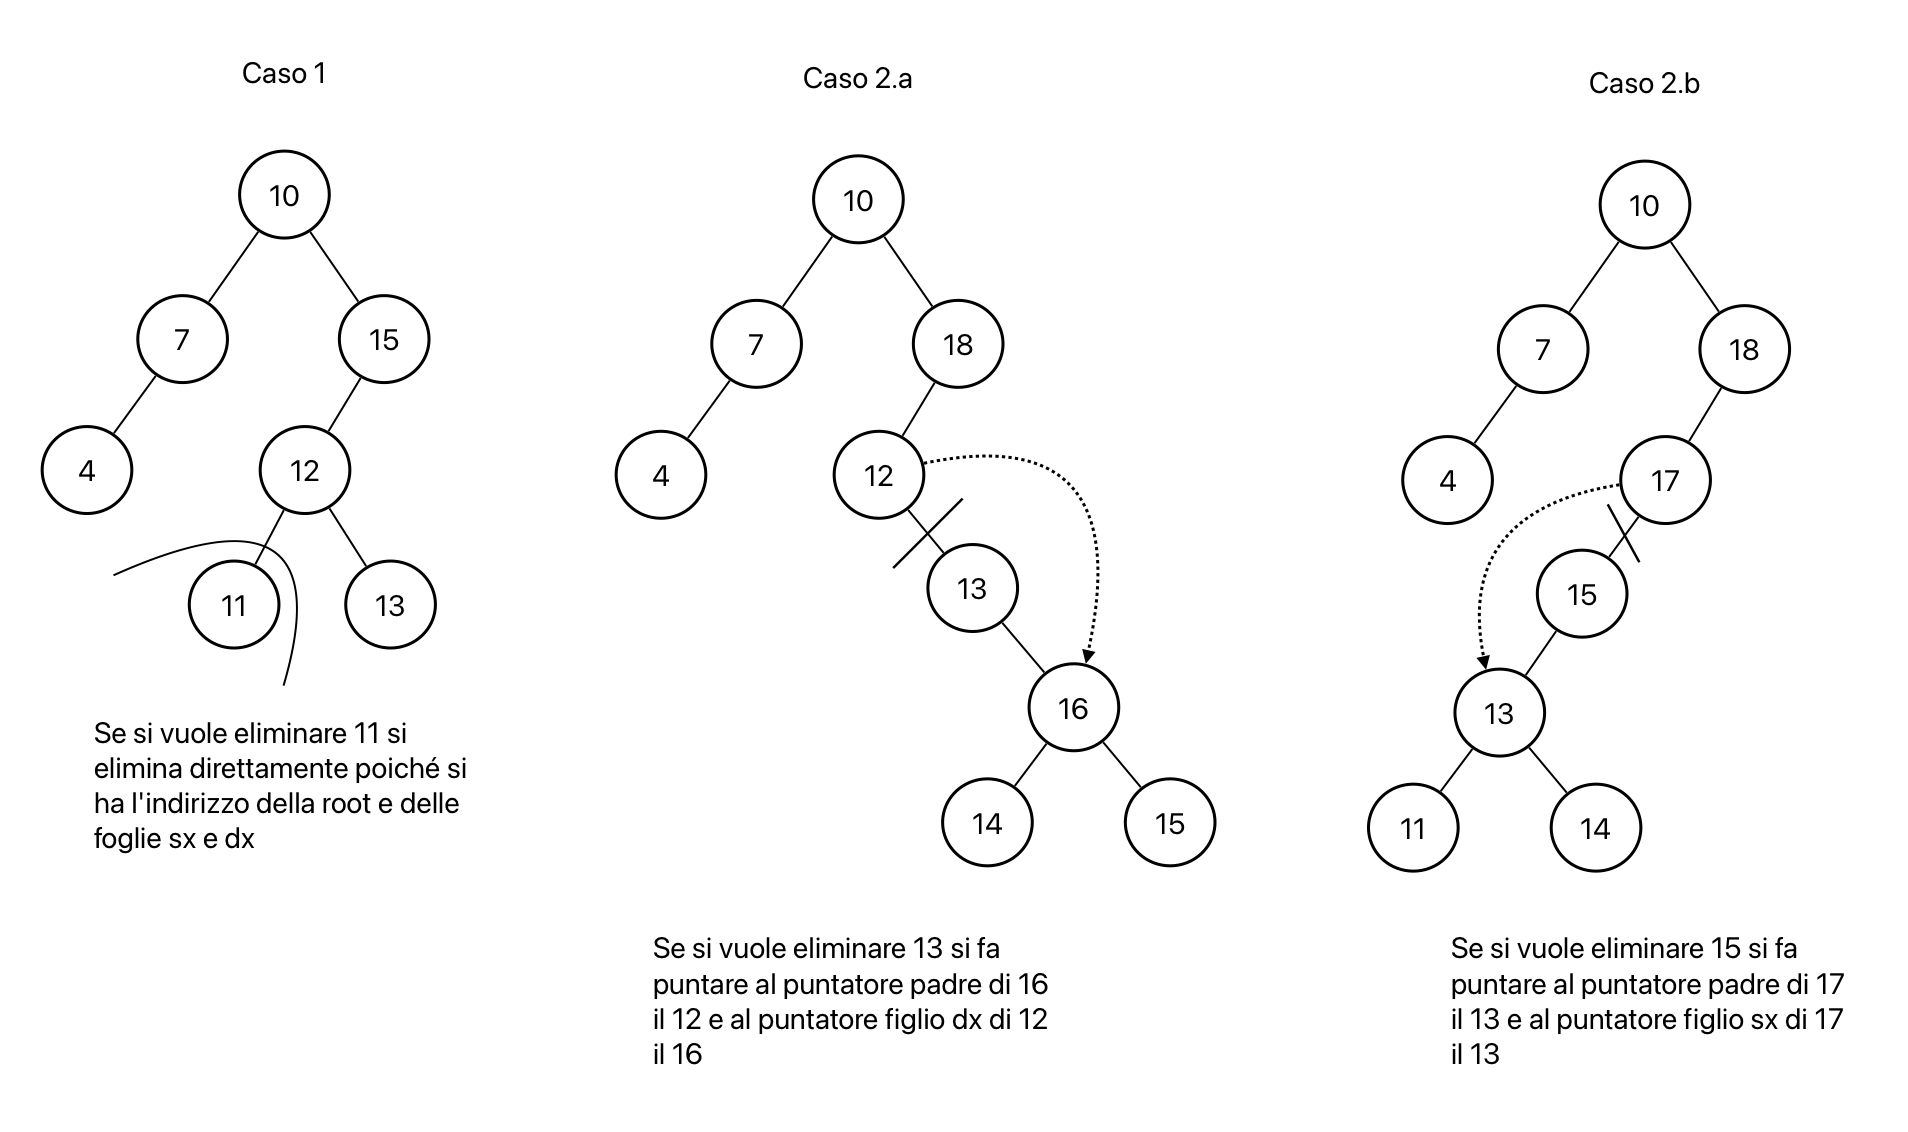 Caso 1
10
7
15
4
12
11
13
Se si vuole eliminare 11 si
elimina direttamente poiché si
ha l'indirizzo della root e delle
foglie sx e dx
Caso 2.a
10
7
18
4
12
13
16
14
15
Se si vuole eliminare 13 si fa
puntare al puntatore padre di 16
il 12 e al puntatore figlio dx di 12
il 16
Caso 2.b
10
7
18
4
17
15
13
11
14
Se si vuole eliminare 15 si fa
puntare al puntatore padre di 17
il 13 e al puntatore figlio sx di 17
il 13